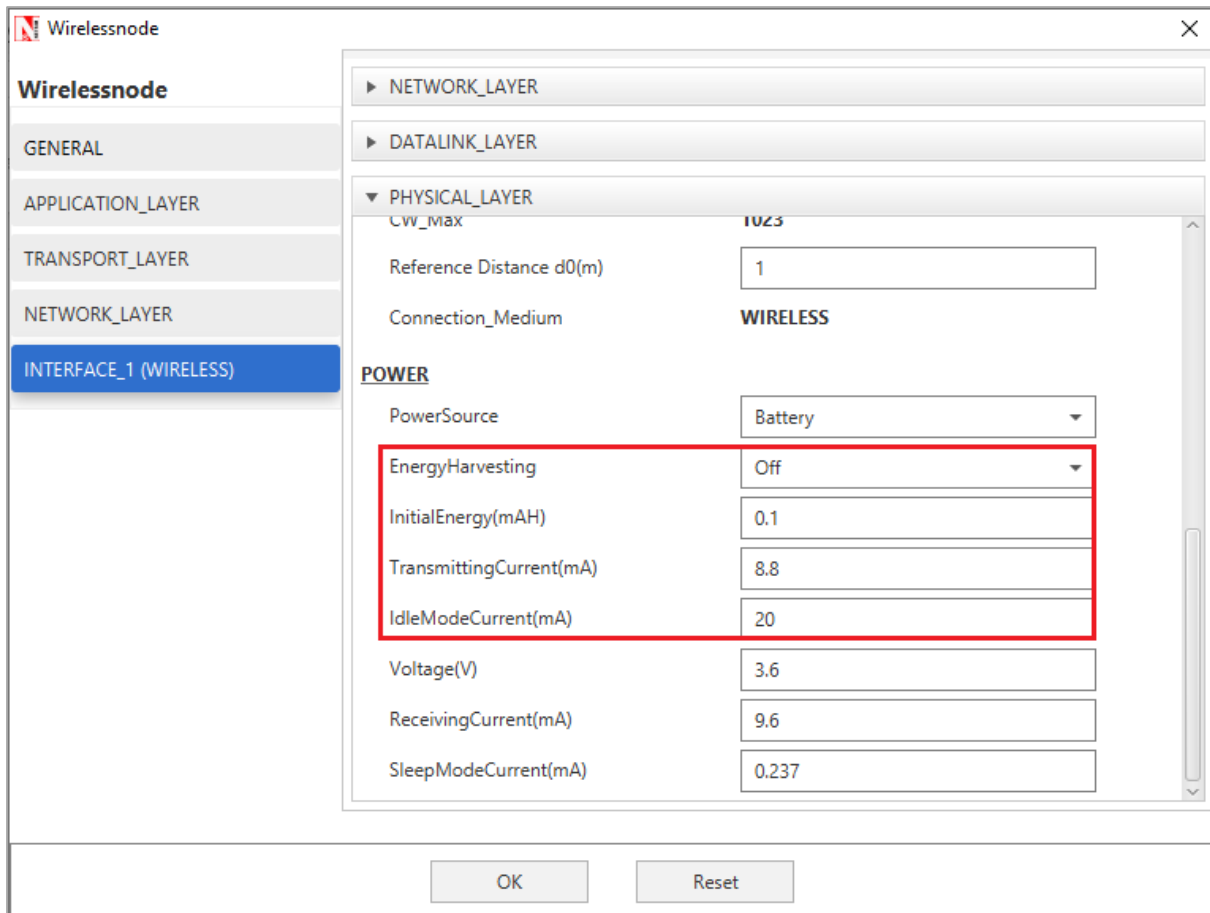 Wirelessnode
Wirelessnode
GENERAL
APPLICATION_LAYER
TRANSPORT_LAYER
NETWORK_LAYER
INTERFACE_1 (WIRELESS)
NETWORK_LAYER
DATALINK_LAYER
PHYSICAL_LAYER
CW_Max 1023
Reference Distance d0(m) 1
Connection_Medium WIRELESS
POWER
PowerSource Battery
EnergyHarvesting Off
InitialEnergy(mAH) 0.1
TransmittingCurrent(mA) 8.8
IdleModeCurrent(mA) 20
Voltage(V) 3.6
ReceivingCurrent(mA) 9.6
SleepModeCurrent(mA) 0.237
OK Reset